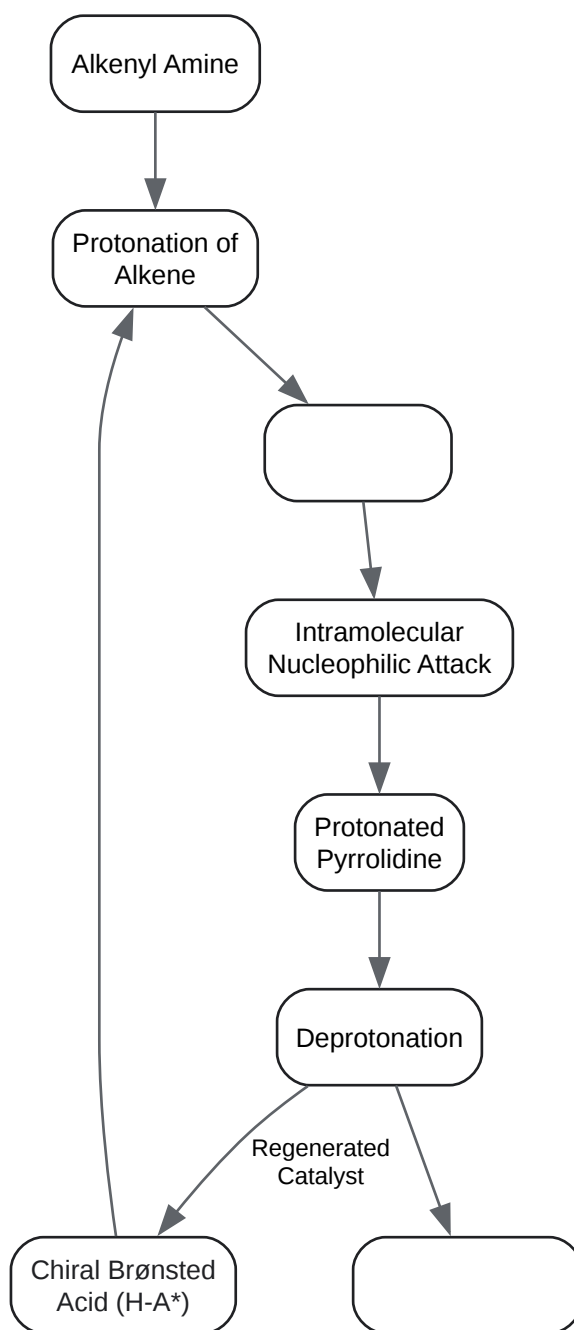 Alkenyl Amine
Protonation of
Alkene
Intramolecular
Nucleophilic Attack
Protonated
Pyrrolidine
Deprotonation
Regenerated
Catalyst
Chiral Brønsted
Acid (H-A*)